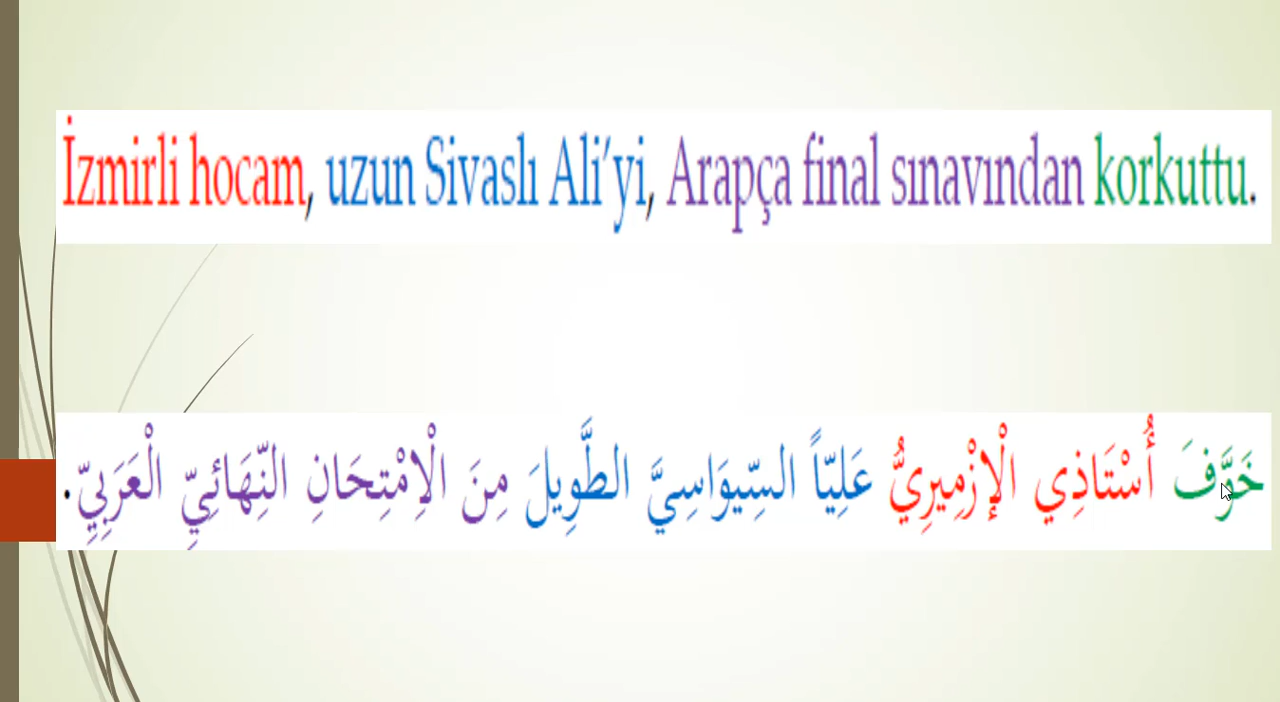 İzmirli hocam, uzun Sivaslı Ali’yi, Arapça final sınavından korkuttu.
خَوَّفَ أُسْتَاذِي الْإِزْمِيرِيُّ عَلِيّاً السِّيوَاسِيَّ الطَّوِيلَ مِنَ الْاِمْتِحَانِ النِّهَائِيِّ الْعَرَبِيِّ.